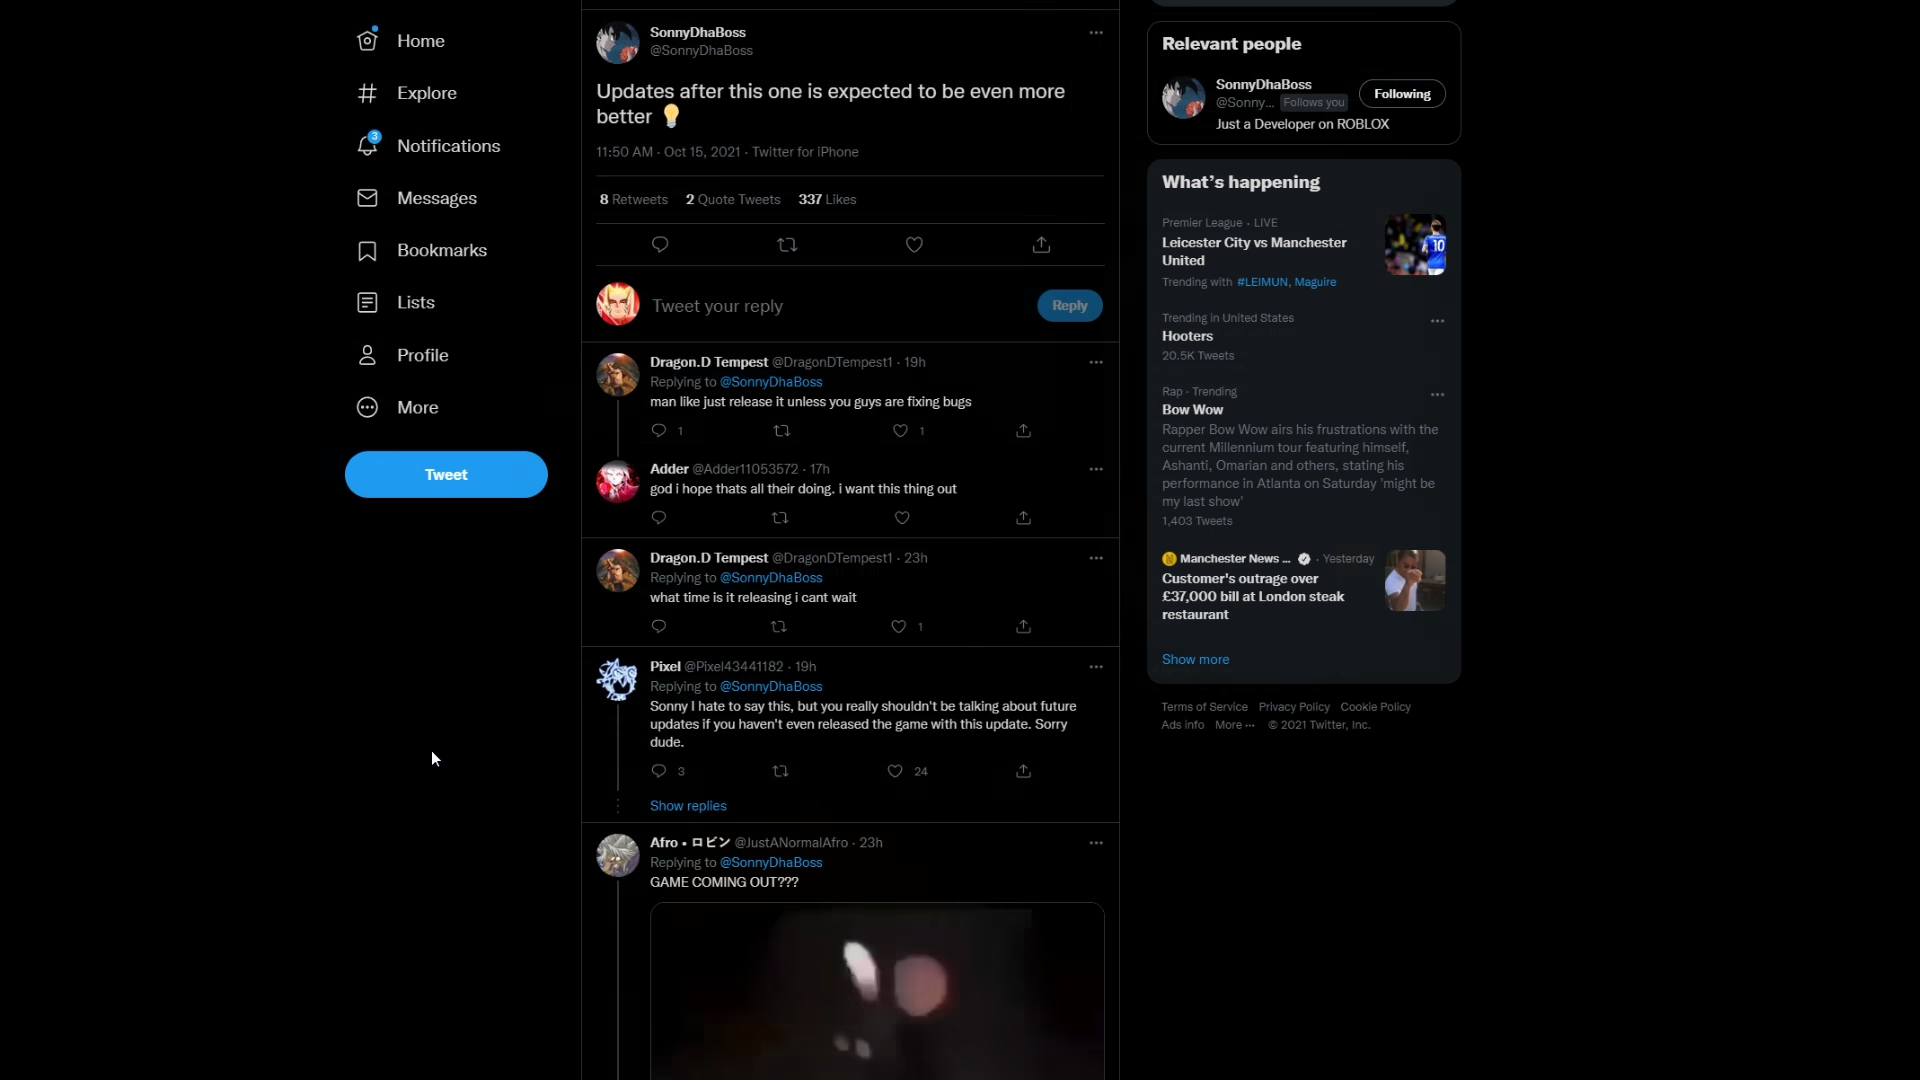 Home
Explore
3
Notifications
Messages
Bookmarks
Lists
Profile
More
Tweet
SonnyDhaBoss
@SonnyDhaBoss
Updates after this one is expected to be even more
better 💡
11:50 AM · Oct 15, 2021 · Twitter for iPhone
8 Retweets 2 Quote Tweets 337 Likes
Tweet your reply
Reply
Dragon.D Tempest @DragonDTempest1 · 19h
Replying to @SonnyDhaBoss
man like just release it unless you guys are fixing bugs
1 1
Adder @Adder11053572 · 17h
god i hope thats all their doing. i want this thing out
Dragon.D Tempest @DragonDTempest1 · 23h
Replying to @SonnyDhaBoss
what time is it releasing i cant wait
1
Pixel @Pixel43441182 · 19h
Replying to @SonnyDhaBoss
Sonny I hate to say this, but you really shouldn't be talking about future
updates if you haven't even released the game with this update. Sorry
dude.
3 24
Show replies
Afro • ロビン @JustANormalAfro · 23h
Replying to @SonnyDhaBoss
GAME COMING OUT???
Relevant people
SonnyDhaBoss
@Sonny... Follows you
Following
Just a Developer on ROBLOX
What's happening
Premier League · LIVE
Leicester City vs Manchester
United
Trending with #LEIMUN, Maguire
10
Trending in United States
Hooters
20.5K Tweets
Rap · Trending
Bow Wow
Rapper Bow Wow airs his frustrations with the
current Millennium tour featuring himself,
Ashanti, Omarion and others, stating his
performance in Atlanta on Saturday 'might be
my last show'
1,403 Tweets
Manchester News ... · Yesterday
Customer's outrage over
£37,000 bill at London steak
restaurant
Show more
Terms of Service Privacy Policy Cookie Policy
Ads info More ··· © 2021 Twitter, Inc.